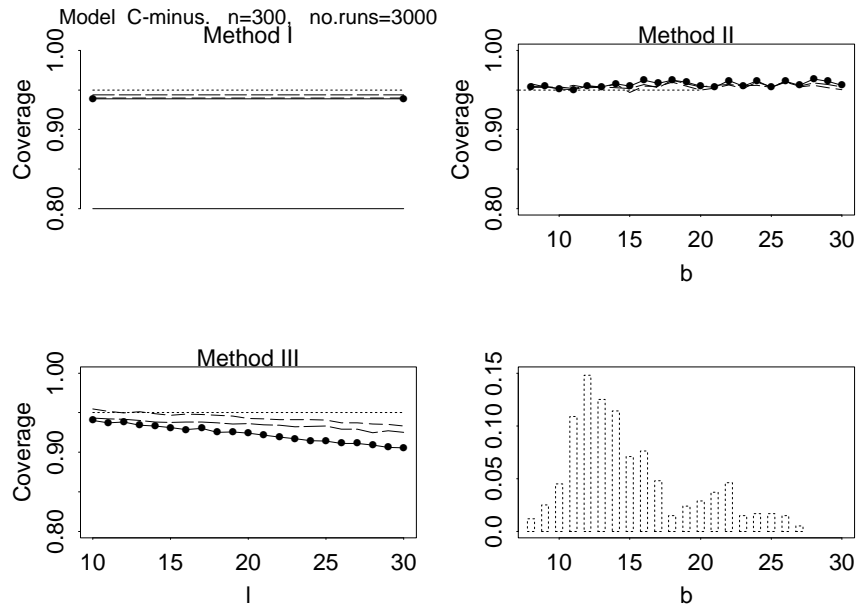 Model C-minus. n=300, no.runs=3000
Method I
Coverage
1.00
0.90
0.80
Method II
Coverage
1.00
0.90
0.80
10 15 20 25 30
b
Method III
Coverage
1.00
0.90
0.80
10 15 20 25 30
l
0.15
0.10
0.05
0.0
10 15 20 25 30
b